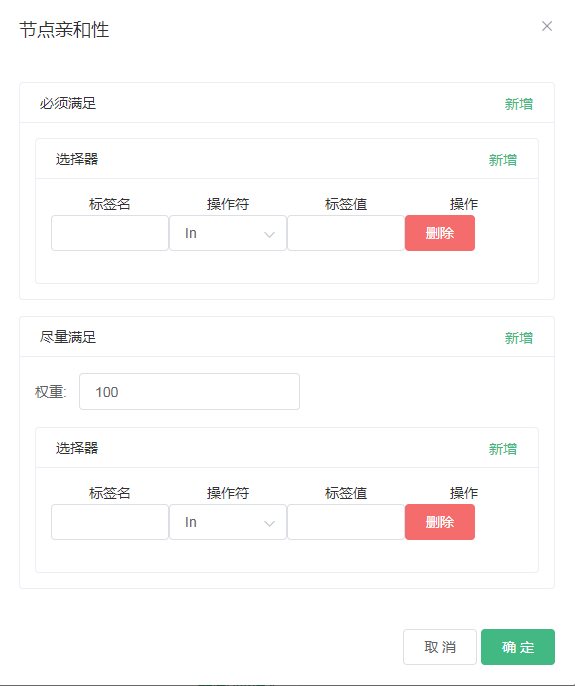 节点亲和性
必须满足 新增
选择器 新增
标签名 操作符 标签值 操作
In 删除
尽量满足 新增
权重: 100
选择器 新增
标签名 操作符 标签值 操作
In 删除
取消 确定